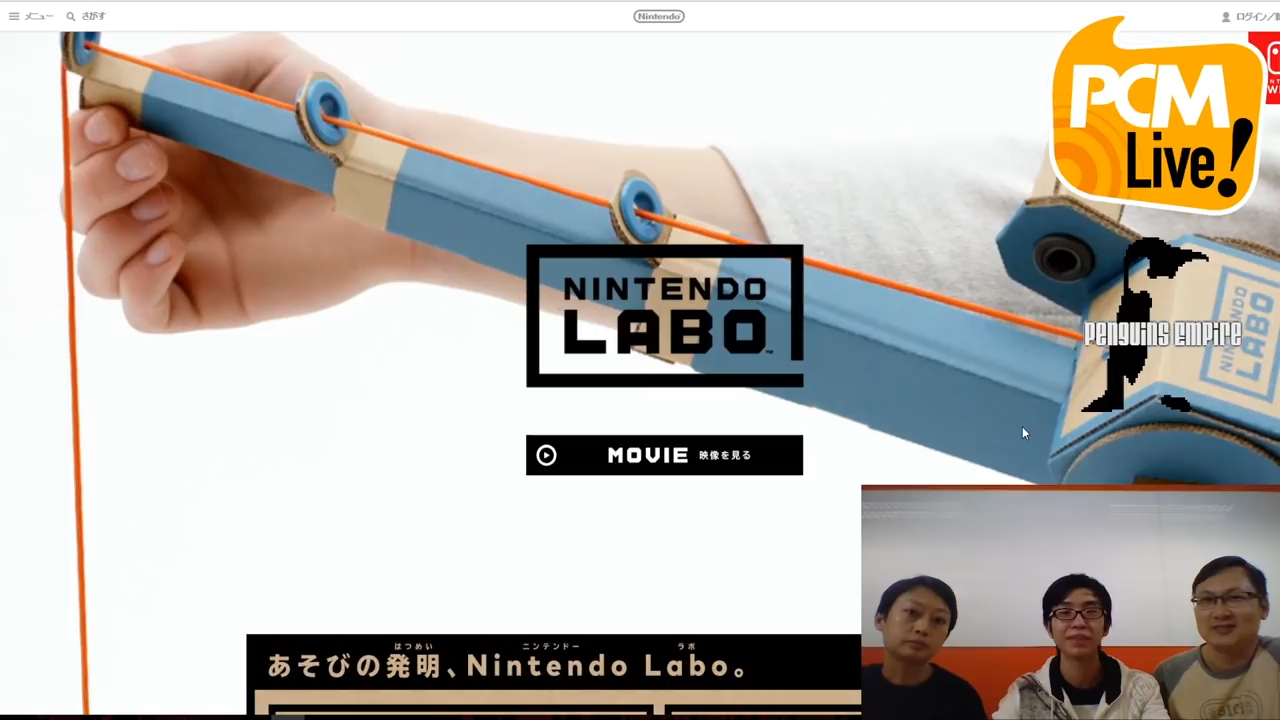 メニュー さがす
Nintendo
ログイン/
PCM
Live!
NINTENDO
LABO™
Penguins Empire
NINTENDO
LABO
MOVIE 映像を見る
はつめい ニンテンドー ラボ
あそびの発明、Nintendo Labo。